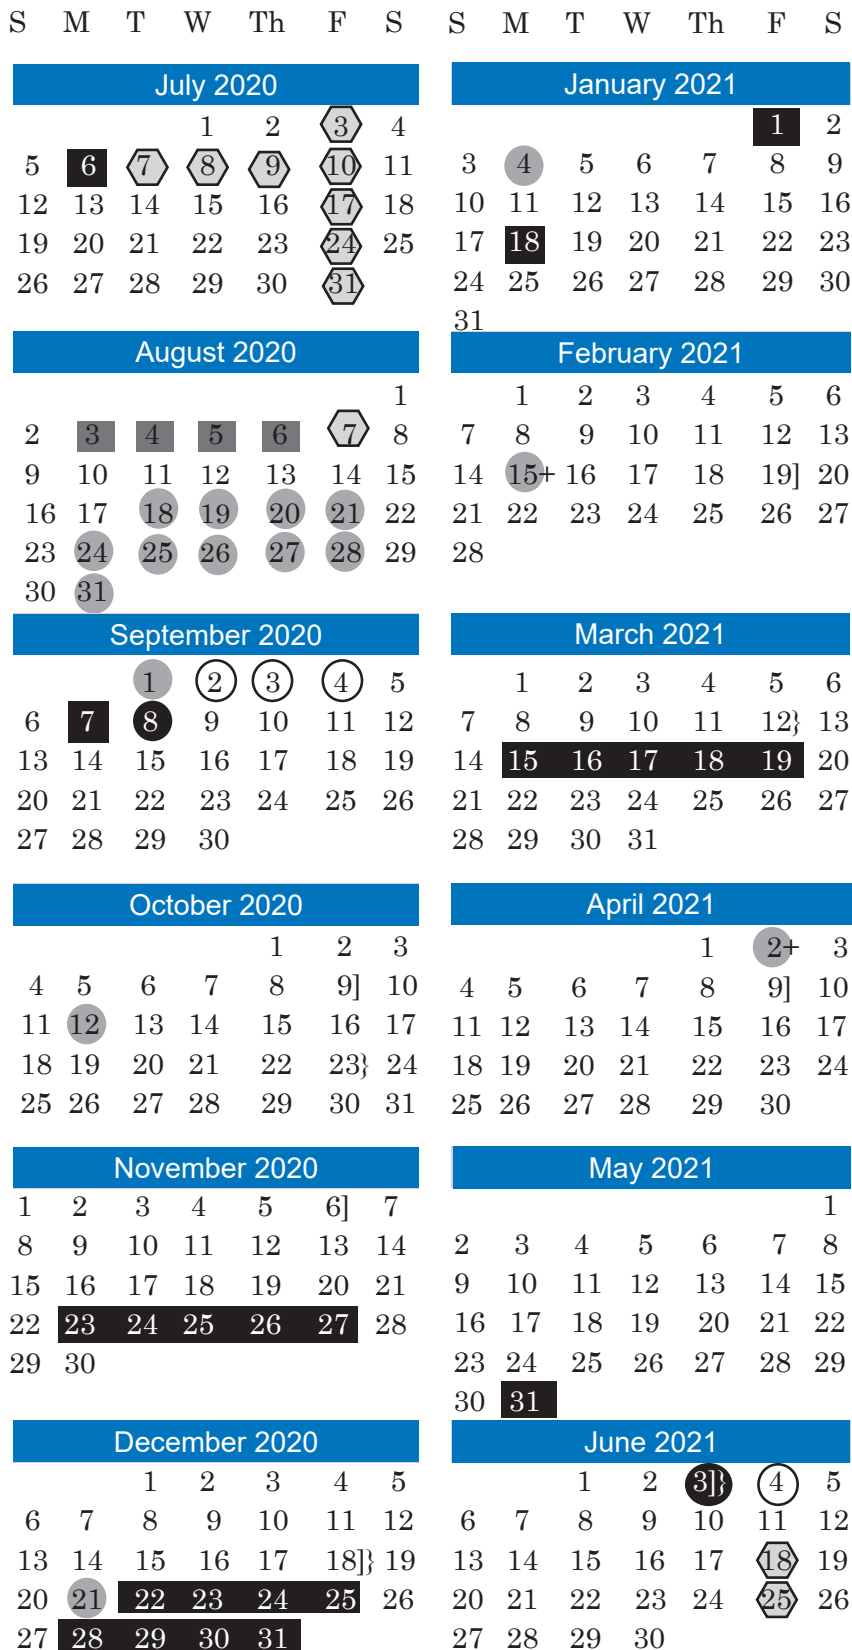 S M T W Th F S
July 2020
1 2 3 4
5 6 7 8 9 10 11
12 13 14 15 16 17 18
19 20 21 22 23 24 25
26 27 28 29 30 31
August 2020
1
2 3 4 5 6 7 8
9 10 11 12 13 14 15
16 17 18 19 20 21 22
23 24 25 26 27 28 29
30 31
September 2020
1 2 3 4 5
6 7 8 9 10 11 12
13 14 15 16 17 18 19
20 21 22 23 24 25 26
27 28 29 30
October 2020
1 2 3
4 5 6 7 8 9] 10
11 12 13 14 15 16 17
18 19 20 21 22 23} 24
25 26 27 28 29 30 31
November 2020
1 2 3 4 5 6] 7
8 9 10 11 12 13 14
15 16 17 18 19 20 21
22 23 24 25 26 27 28
29 30
December 2020
1 2 3 4 5
6 7 8 9 10 11 12
13 14 15 16 17 18]} 19
20 21 22 23 24 25 26
27 28 29 30 31
S M T W Th F S
January 2021
1 2
3 4 5 6 7 8 9
10 11 12 13 14 15 16
17 18 19 20 21 22 23
24 25 26 27 28 29 30
31
February 2021
1 2 3 4 5 6
7 8 9 10 11 12 13
14 15+ 16 17 18 19] 20
21 22 23 24 25 26 27
28
March 2021
1 2 3 4 5 6
7 8 9 10 11 12} 13
14 15 16 17 18 19 20
21 22 23 24 25 26 27
28 29 30 31
April 2021
1 2+ 3
4 5 6 7 8 9] 10
11 12 13 14 15 16 17
18 19 20 21 22 23 24
25 26 27 28 29 30
May 2021
1
2 3 4 5 6 7 8
9 10 11 12 13 14 15
16 17 18 19 20 21 22
23 24 25 26 27 28 29
30 31
June 2021
1 2 3]} 4 5
6 7 8 9 10 11 12
13 14 15 16 17 18 19
20 21 22 23 24 25 26
27 28 29 30